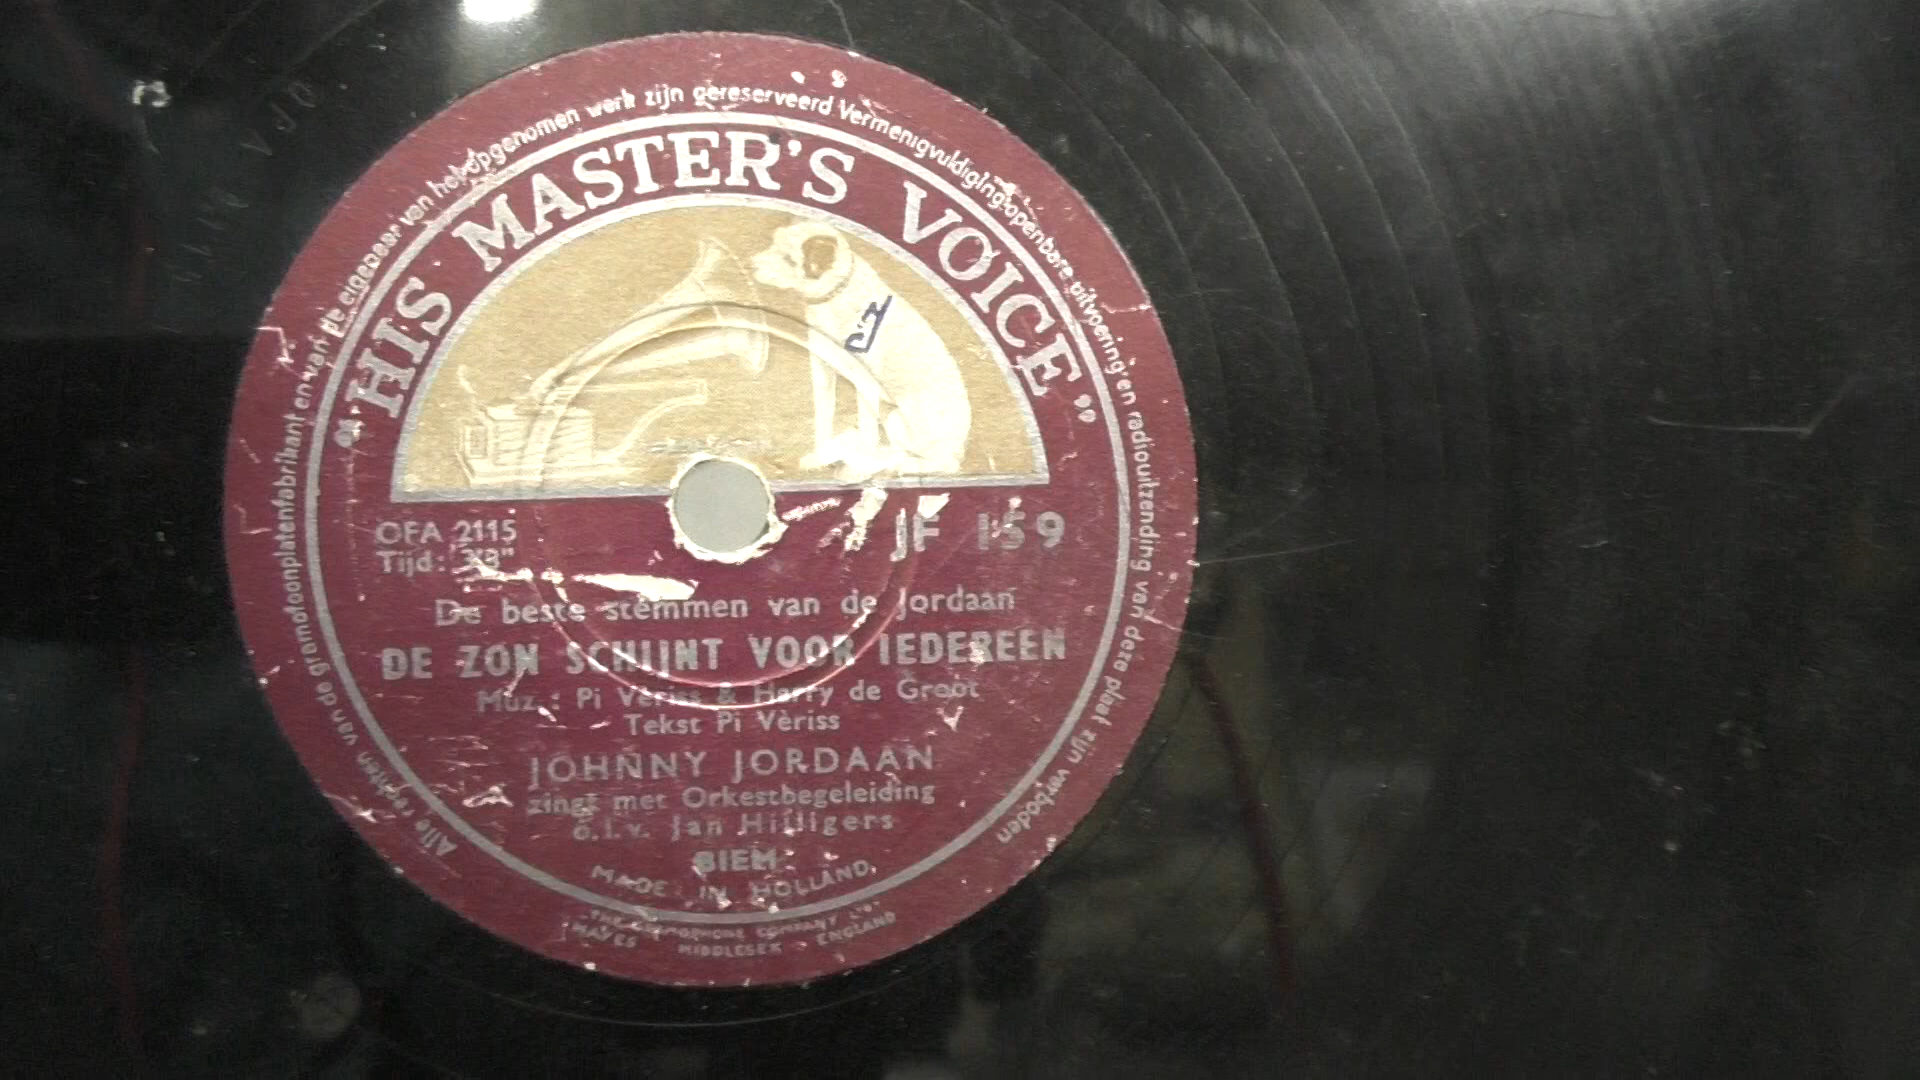 Alle rechten van de gramofoonplatenfabrikant en van de eigenaar van het opgenomen werk zijn gereserveerd Vermenigvuldiging, openbare uitvoering en radiouitzending van deze plaat zijn verboden
"HIS MASTER'S VOICE"
OFA 2115
JF 159
Tijd:
De beste stemmen van de Jordaan
DE ZON SCHIJNT VOOR IEDEREEN
Muz.: Pi Vèriss & Harry de Groot
Tekst Pi Vèriss
JOHNNY JORDAAN
zingt met Orkestbegeleiding
o.l.v. Jan Hilligers
BIEM
MADE IN HOLLAND.
THE GRAMOPHONE COMPANY LTD.
HAYES MIDDLESEX ENGLAND